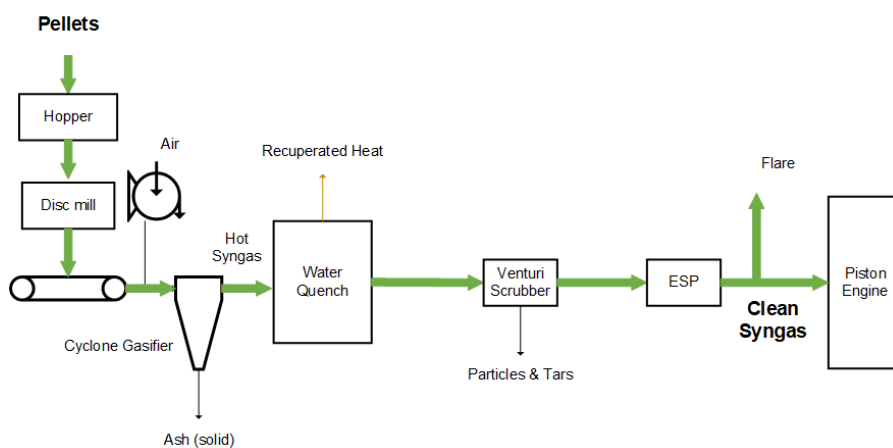 Pellets
Hopper
Air
Recuperated Heat
Flare
Disc mill
Hot
Syngas
Water
Quench
Venturi
Scrubber
ESP
Piston
Engine
Clean
Syngas
Cyclone Gasifier
Particles & Tars
Ash (solid)